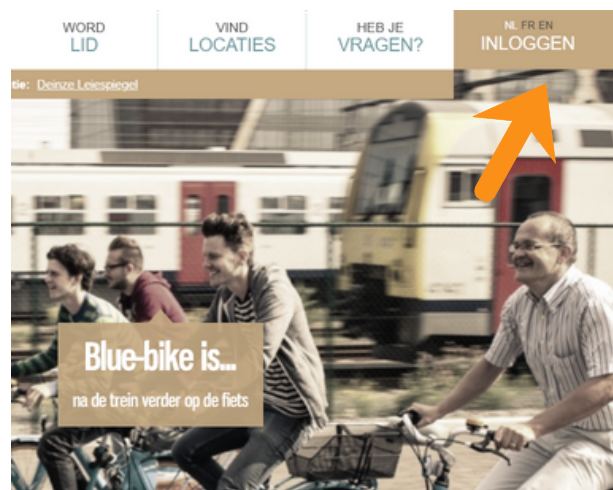 WORD
LID
VIND
LOCATIES
HEB JE
VRAGEN?
NL FR EN
INLOGGEN
tie: Deinze Leiespiegel
Blue-bike is...
na de trein verder op de fiets